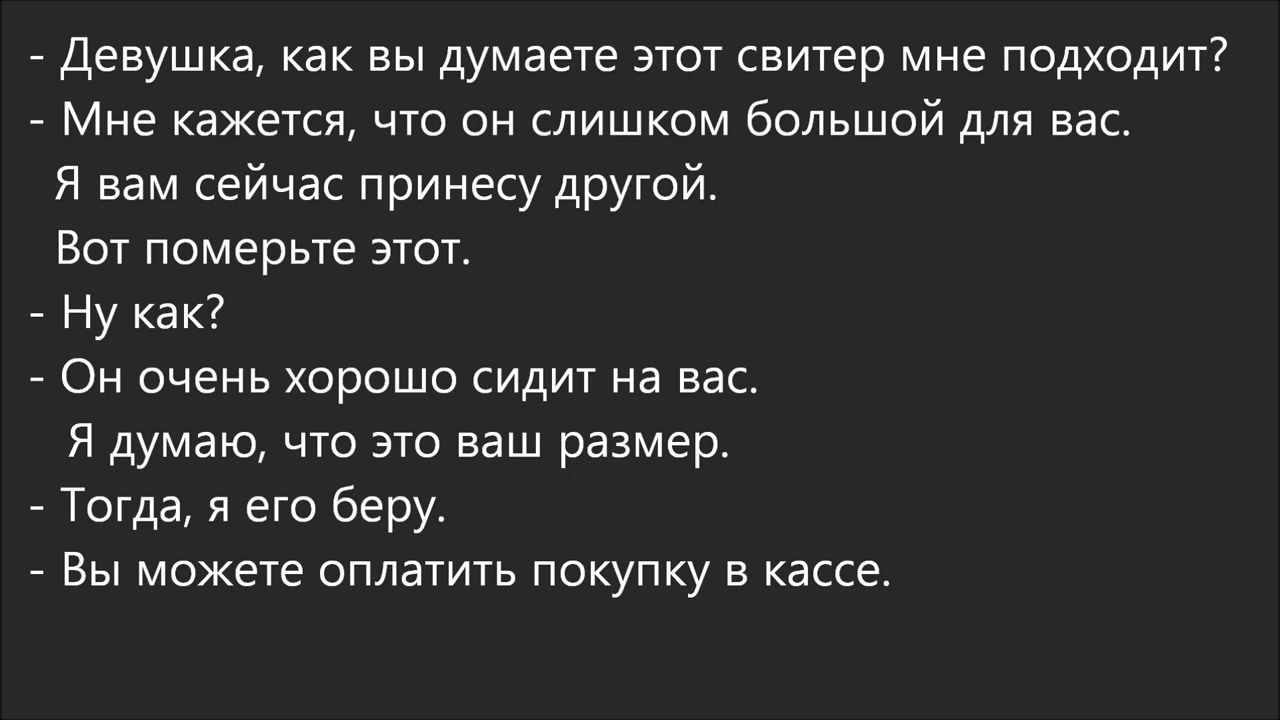 - Девушка, как вы думаете этот свитер мне подходит?
- Мне кажется, что он слишком большой для вас.
Я вам сейчас принесу другой.
Вот померьте этот.
- Ну как?
- Он очень хорошо сидит на вас.
Я думаю, что это ваш размер.
- Тогда, я его беру.
- Вы можете оплатить покупку в кассе.